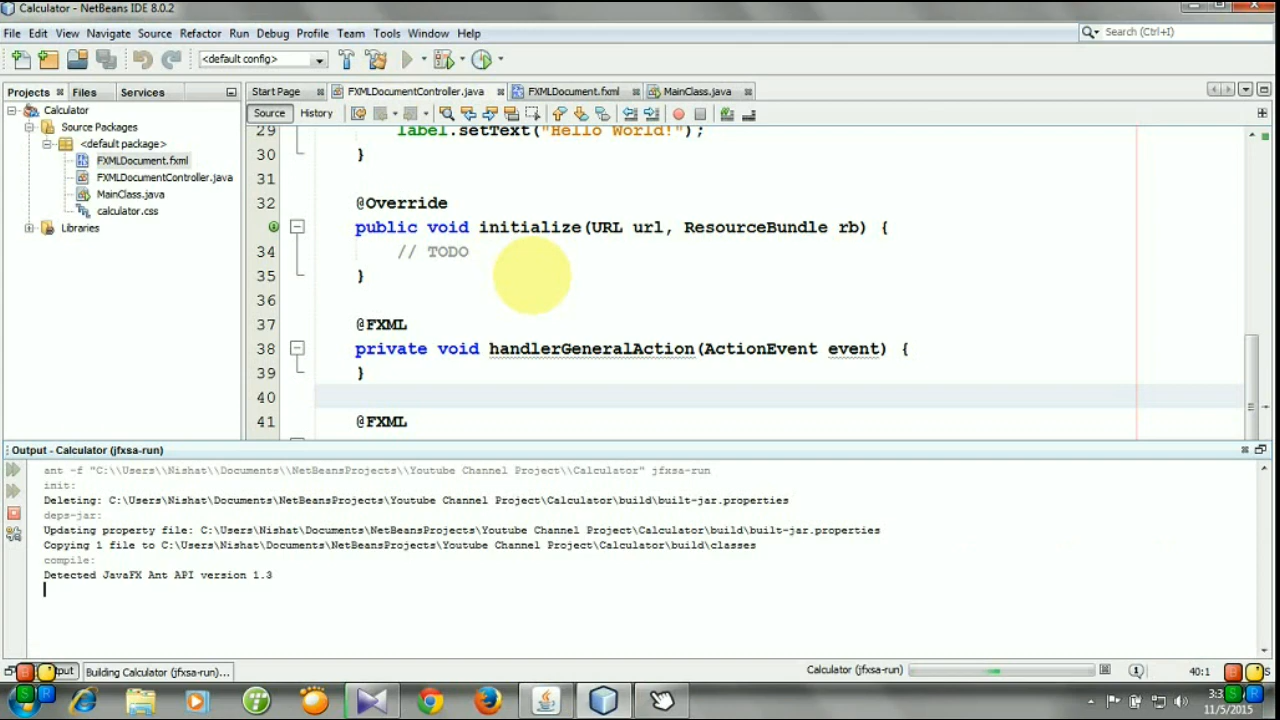 Calculator - NetBeans IDE 8.0.2
File Edit View Navigate Source Refactor Run Debug Profile Team Tools Window Help
Search (Ctrl+I)
<default config>
Projects Files Services
Start Page FXMLDocumentController.java FXMLDocument.fxml MainClass.java
Source History
Calculator
Source Packages
<default package>
FXMLDocument.fxml
FXMLDocumentController.java
MainClass.java
calculator.css
Libraries
29 label.setText("Hello World!");
30 }
31
32 @Override
public void initialize(URL url, ResourceBundle rb) {
34 // TODO
35 }
36
37 @FXML
38 private void handlerGeneralAction(ActionEvent event) {
39 }
40
41 @FXML
Output - Calculator (jfxsa-run)
ant -f "C:\\Users\\Nishat\\Documents\\NetBeansProjects\\Youtube Channel Project\\Calculator" jfxsa-run
init:
Deleting: C:\Users\Nishat\Documents\NetBeansProjects\Youtube Channel Project\Calculator\build\built-jar.properties
deps-jar:
Updating property file: C:\Users\Nishat\Documents\NetBeansProjects\Youtube Channel Project\Calculator\build\built-jar.properties
Copying 1 file to C:\Users\Nishat\Documents\NetBeansProjects\Youtube Channel Project\Calculator\build\classes
compile:
Detected JavaFX Ant API version 1.3
Building Calculator (jfxsa-run)...
Calculator (jfxsa-run)
1
40:1
S R
S R
11/5/2015